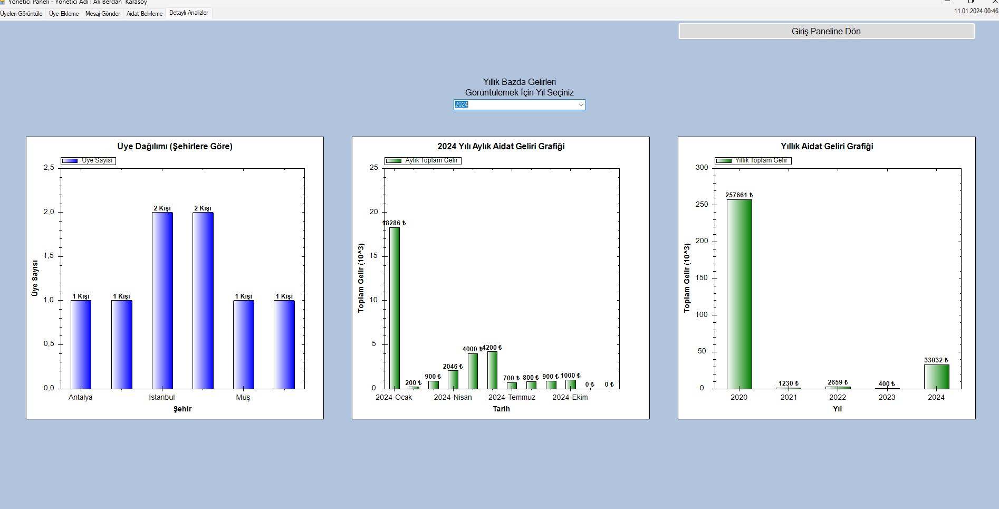 Yönetici Paneli - Yönetici Adı : Ali Berdan Karasoy
Üyeleri Görüntüle Üye Ekleme Mesaj Gönder Aidat Belirleme Detaylı Analizler
11.01.2024 00:46
Giriş Paneline Dön
Yıllık Bazda Gelirleri
Görüntülemek İçin Yıl Seçiniz
2024
Üye Dağılımı (Şehirlere Göre)
Üye Sayısı
2,5
2,0
1,5
1,0
0,5
0,0
Üye Sayısı
1 Kişi
1 Kişi
2 Kişi
2 Kişi
1 Kişi
1 Kişi
Antalya
Istanbul
Muş
Şehir
2024 Yılı Aylık Aidat Geliri Grafiği
Aylık Toplam Gelir
25
20
15
10
5
0
Toplam Gelir (10^3)
18286 ₺
200 ₺
900 ₺
2046 ₺
4000 ₺
4200 ₺
700 ₺
800 ₺
900 ₺
1000 ₺
0 ₺
0 ₺
2024-Ocak
2024-Nisan
2024-Temmuz
2024-Ekim
Tarih
Yıllık Aidat Geliri Grafiği
Yıllık Toplam Gelir
300
250
200
150
100
50
0
Toplam Gelir (10^3)
257661 ₺
1230 ₺
2659 ₺
400 ₺
33032 ₺
2020
2021
2022
2023
2024
Yıl